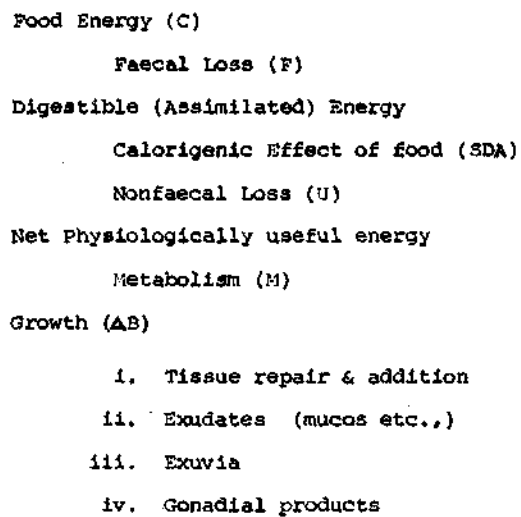 Food Energy (C)
Faecal Loss (F)
Digestible (Assimilated) Energy
Calorigenic Effect of food (SDA)
Nonfaecal Loss (U)
Net Physiologically useful energy
Metabolism (M)
Growth (ΔB)
i. Tissue repair & addition
ii. Exudates (mucos etc.,)
iii. Exuvia
iv. Gonadial products